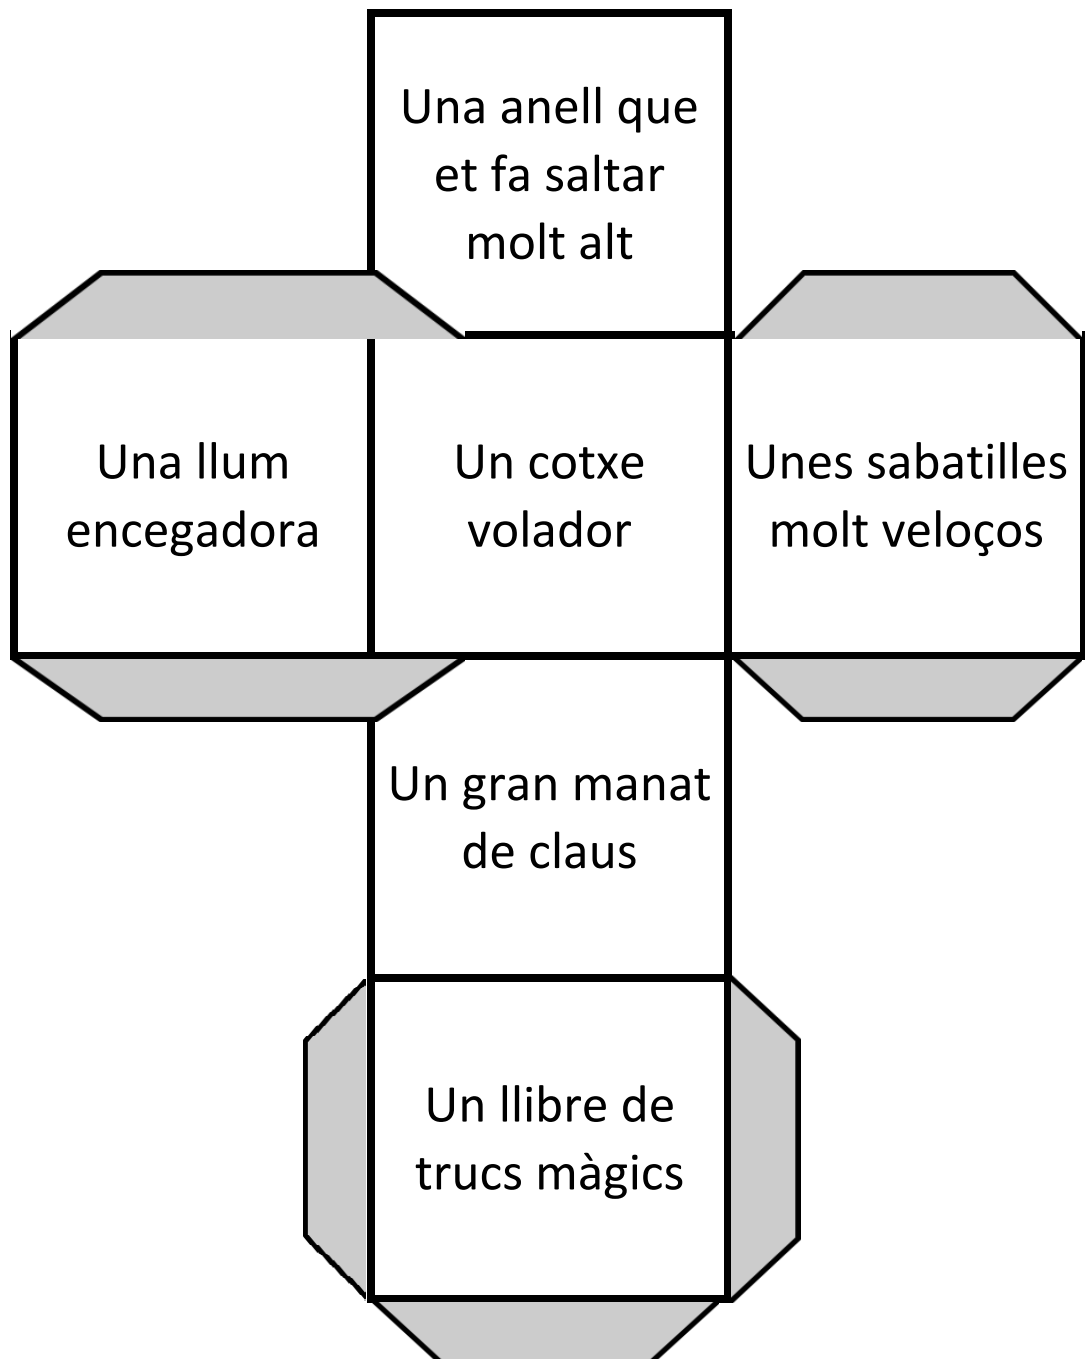 Una anell que
et fa saltar
molt alt
Una llum
encegadora
Un cotxe
volador
Unes sabatilles
molt veloços
Un gran manat
de claus
Un llibre de
trucs màgics